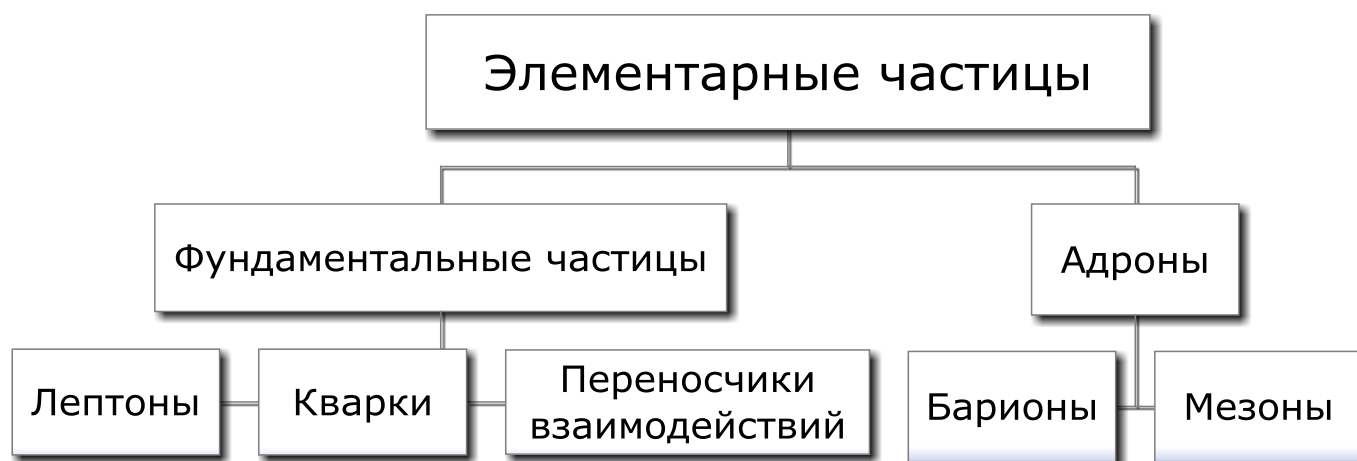 Элементарные частицы
Фундаментальные частицы
Адроны
Лептоны
Кварки
Переносчики
взаимодействий
Барионы
Мезоны